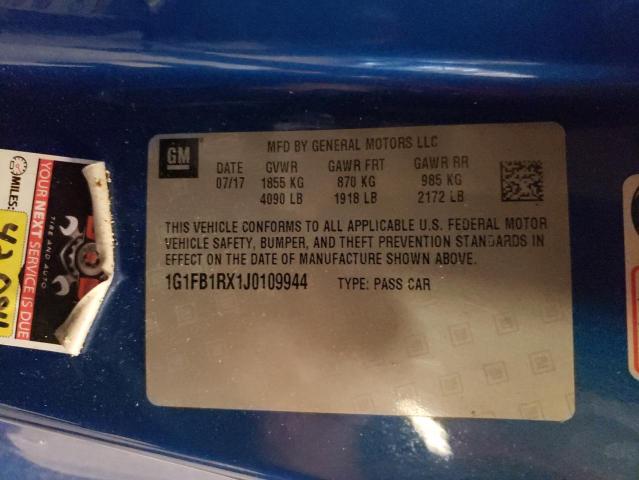 GM
MFD BY GENERAL MOTORS LLC
DATE GVWR GAWR FRT GAWR RR
07/17 1855 KG 870 KG 985 KG
4090 LB 1918 LB 2172 LB
THIS VEHICLE CONFORMS TO ALL APPLICABLE U.S. FEDERAL MOTOR
VEHICLE SAFETY, BUMPER, AND THEFT PREVENTION STANDARDS IN
EFFECT ON THE DATE OF MANUFACTURE SHOWN ABOVE.
1G1FB1RX1J0109944 TYPE: PASS CAR
MILES:
YOUR NEXT SERVICE IS DUE
TIRE AND AUTO